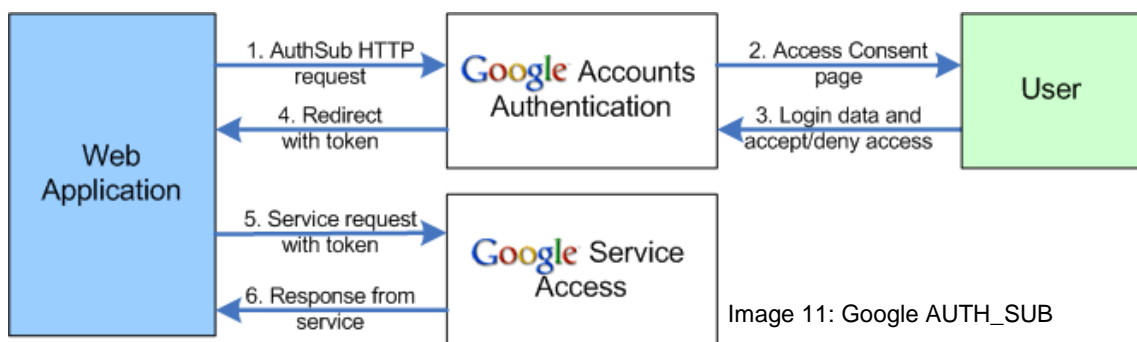 Web
Application
1. AuthSub HTTP
request
4. Redirect
with token
Google Accounts
Authentication
2. Access Consent
page
3. Login data and
accept/deny access
User
5. Service request
with token
6. Response from
service
Google Service
Access
Image 11: Google AUTH_SUB